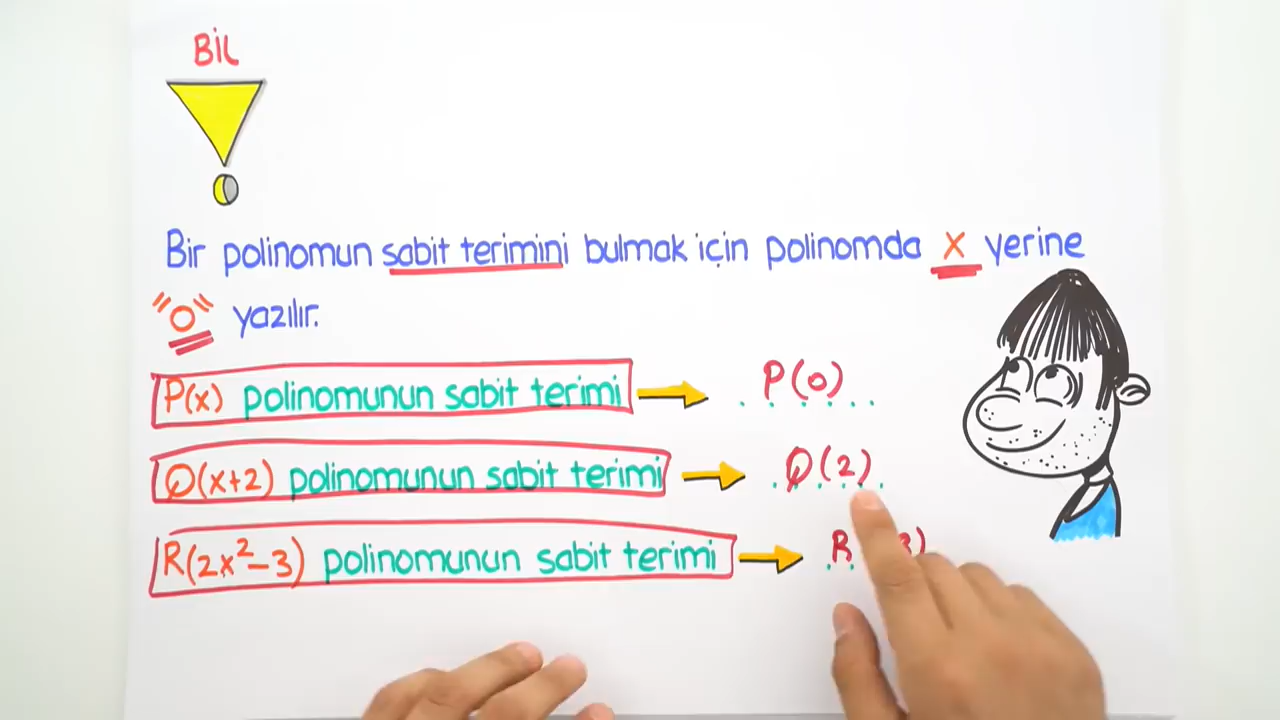 BİL
Bir polinomun sabit terimini bulmak için polinomda x yerine
"0" yazılır.
P(x) polinomunun sabit terimi → P(0)
Q(x+2) polinomunun sabit terimi → Q(2)
R(2x²-3) polinomunun sabit terimi → R 3)